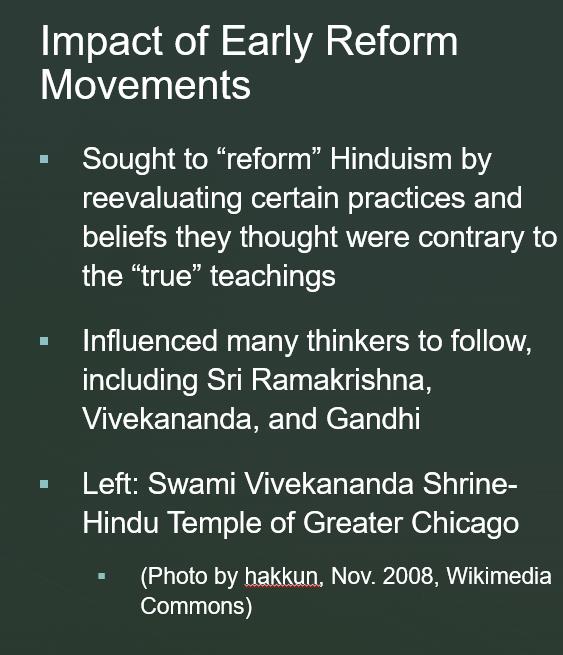 Impact of Early Reform
Movements
Sought to “reform” Hinduism by
reevaluating certain practices and
beliefs they thought were contrary to
the “true” teachings
Influenced many thinkers to follow,
including Sri Ramakrishna,
Vivekananda, and Gandhi
Left: Swami Vivekananda Shrine-
Hindu Temple of Greater Chicago
(Photo by hakkun, Nov. 2008, Wikimedia
Commons)